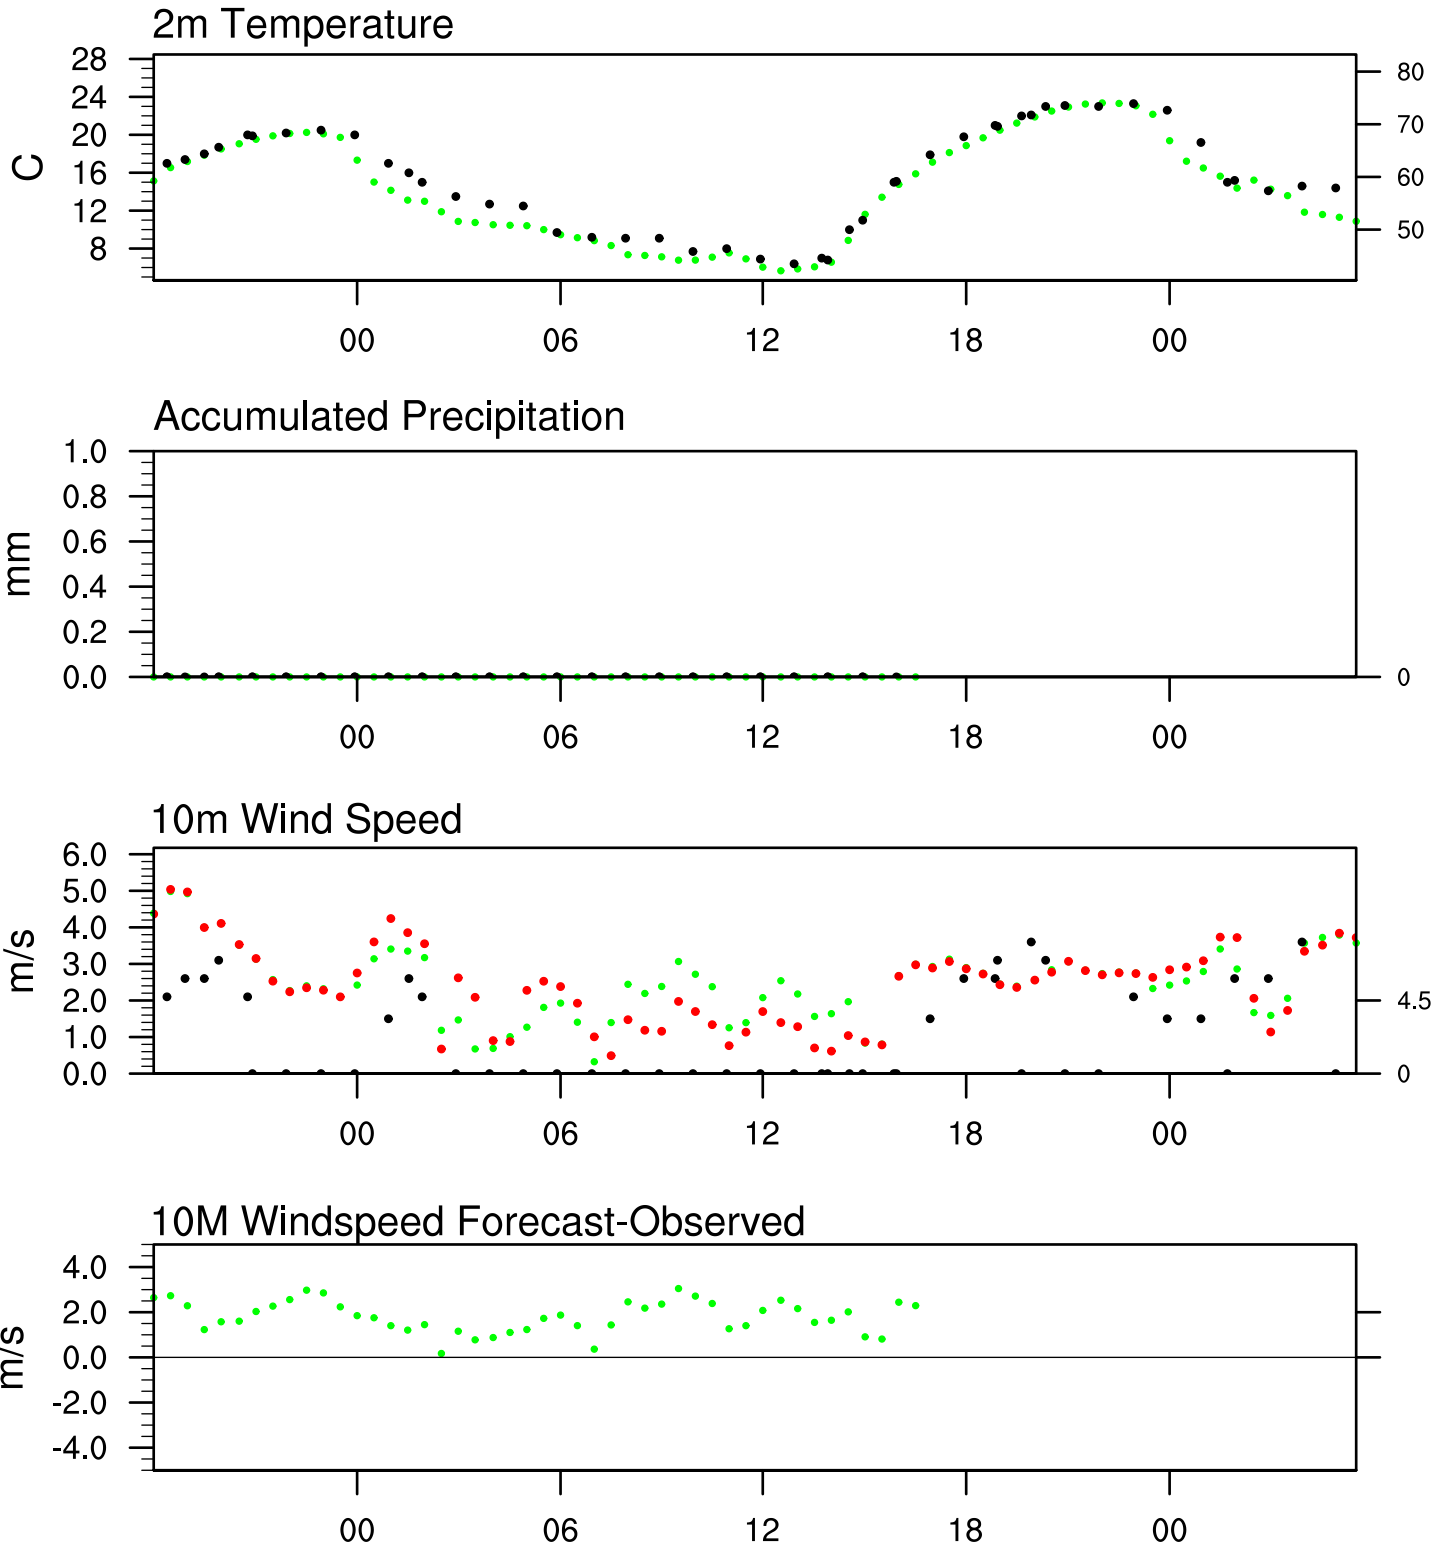 2m Temperature
28
24
20
16
12
8
C
80
70
60
50
00 06 12 18 00
Accumulated Precipitation
1.0
0.8
0.6
0.4
0.2
0.0
mm
0
00 06 12 18 00
10m Wind Speed
6.0
5.0
4.0
3.0
2.0
1.0
0.0
m/s
4.5
0
00 06 12 18 00
10M Windspeed Forecast-Observed
4.0
2.0
0.0
-2.0
-4.0
m/s
00 06 12 18 00